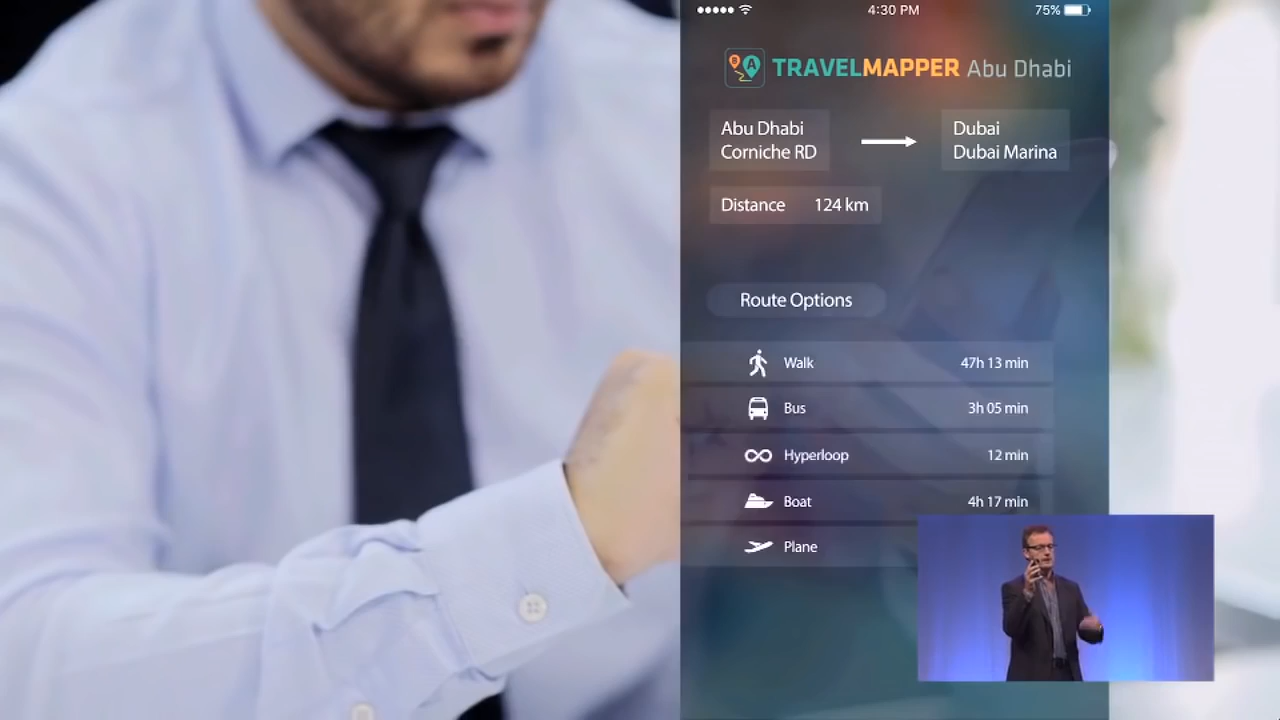 4:30 PM
75%
B A
TRAVELMAPPER Abu Dhabi
Abu Dhabi
Corniche RD
Dubai
Dubai Marina
Distance 124 km
Route Options
Walk 47h 13 min
Bus 3h 05 min
Hyperloop 12 min
Boat 4h 17 min
Plane